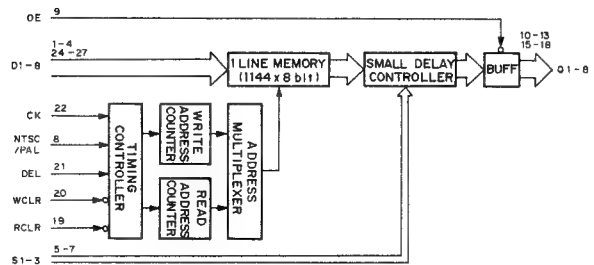 OE 9
D1-8 1-4
24-27
1 LINE MEMORY
(1144 x 8 bit)
SMALL DELAY
CONTROLLER
BUFF
10-13
15-18
Q1-8
CK 22
NTSC
/PAL 8
DEL 21
WCLR 20
RCLR 19
S1-3 5-7
TIMING
CONTROLLER
WRITE
ADDRESS
COUNTER
READ
ADDRESS
COUNTER
ADDRESS
MULTIPLEXER